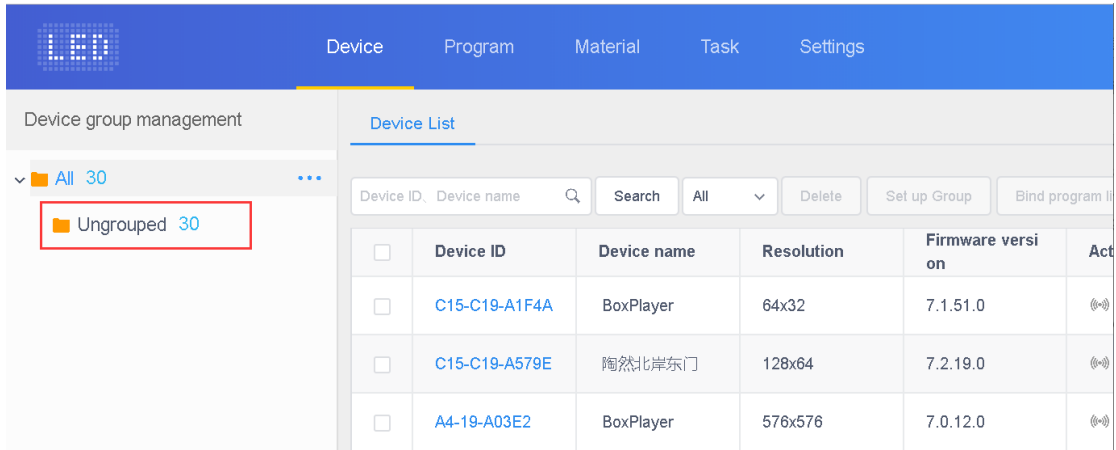 LED
Device Program Material Task Settings
Device group management
Device List
All 30
Ungrouped 30
Device ID、Device name Search All Delete Set up Group Bind program li
Device ID Device name Resolution Firmware versi
on Act
C15-C19-A1F4A BoxPlayer 64x32 7.1.51.0
C15-C19-A579E 陶然北岸东门 128x64 7.2.19.0
A4-19-A03E2 BoxPlayer 576x576 7.0.12.0